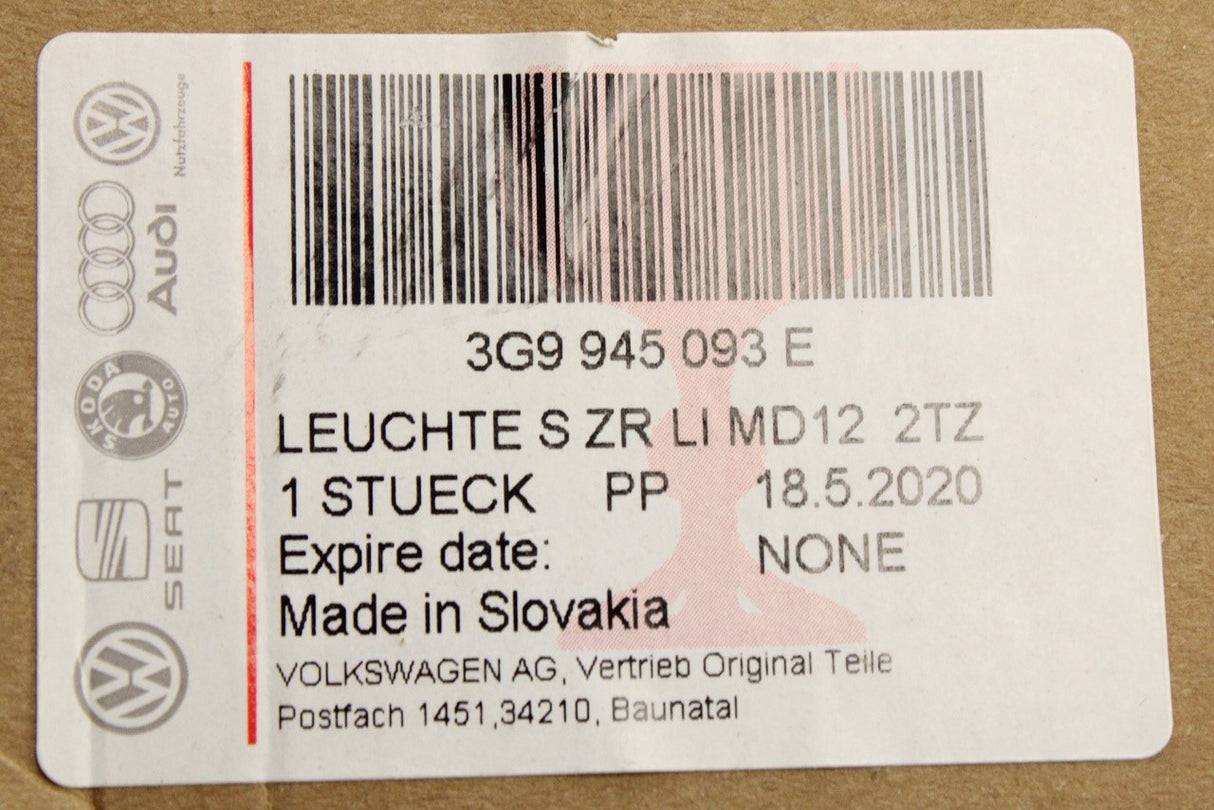 Nutzfahrzeuge
Audi
SKODA
AUTO
SEAT
3G9 945 093 E
LEUCHTE S ZR LI MD12 2TZ
1 STUECK PP 18.5.2020
Expire date: NONE
Made in Slovakia
VOLKSWAGEN AG, Vertrieb Original Teile
Postfach 1451,34210, Baunatal